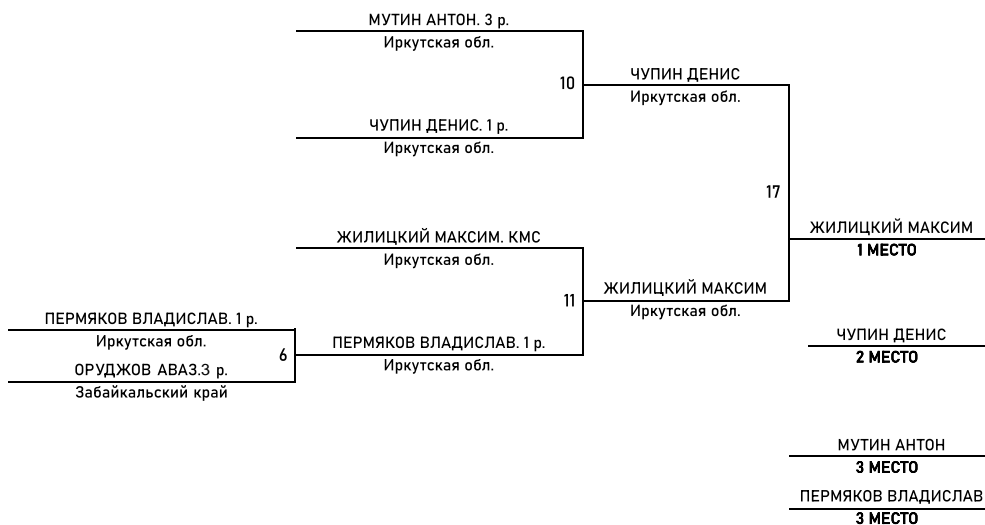 МУТИН АНТОН. 3 р.
Иркутская обл.
10
ЧУПИН ДЕНИС. 1 р.
Иркутская обл.
ЧУПИН ДЕНИС
Иркутская обл.
17
ЖИЛИЦКИЙ МАКСИМ. КМС
Иркутская обл.
11
ПЕРМЯКОВ ВЛАДИСЛАВ. 1 р.
Иркутская обл.
6
ОРУДЖОВ АВАЗ.3 р.
Забайкальский край
ПЕРМЯКОВ ВЛАДИСЛАВ. 1 р.
Иркутская обл.
ЖИЛИЦКИЙ МАКСИМ
Иркутская обл.
ЖИЛИЦКИЙ МАКСИМ
1 МЕСТО
ЧУПИН ДЕНИС
2 МЕСТО
МУТИН АНТОН
3 МЕСТО
ПЕРМЯКОВ ВЛАДИСЛАВ
3 МЕСТО